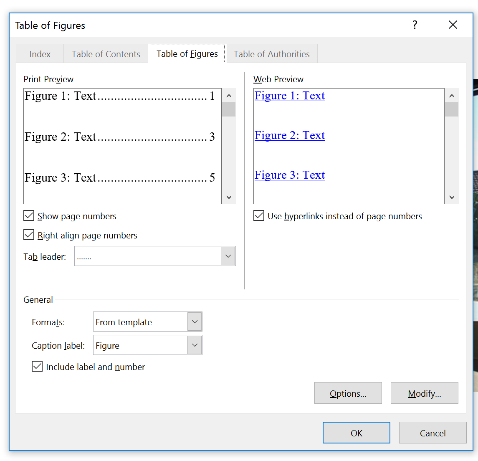 Table of Figures
? 
Index Table of Contents Table of Figures Table of Authorities
Print Preview Web Preview
Figure 1: Text................................ 1 Figure 1: Text
Figure 2: Text................................ 3 Figure 2: Text
Figure 3: Text................................ 5 Figure 3: Text
Show page numbers Use hyperlinks instead of page numbers
Right align page numbers
Tab leader: .......
General
Formats: From template
Caption label: Figure
Include label and number
Options... Modify...
OK Cancel